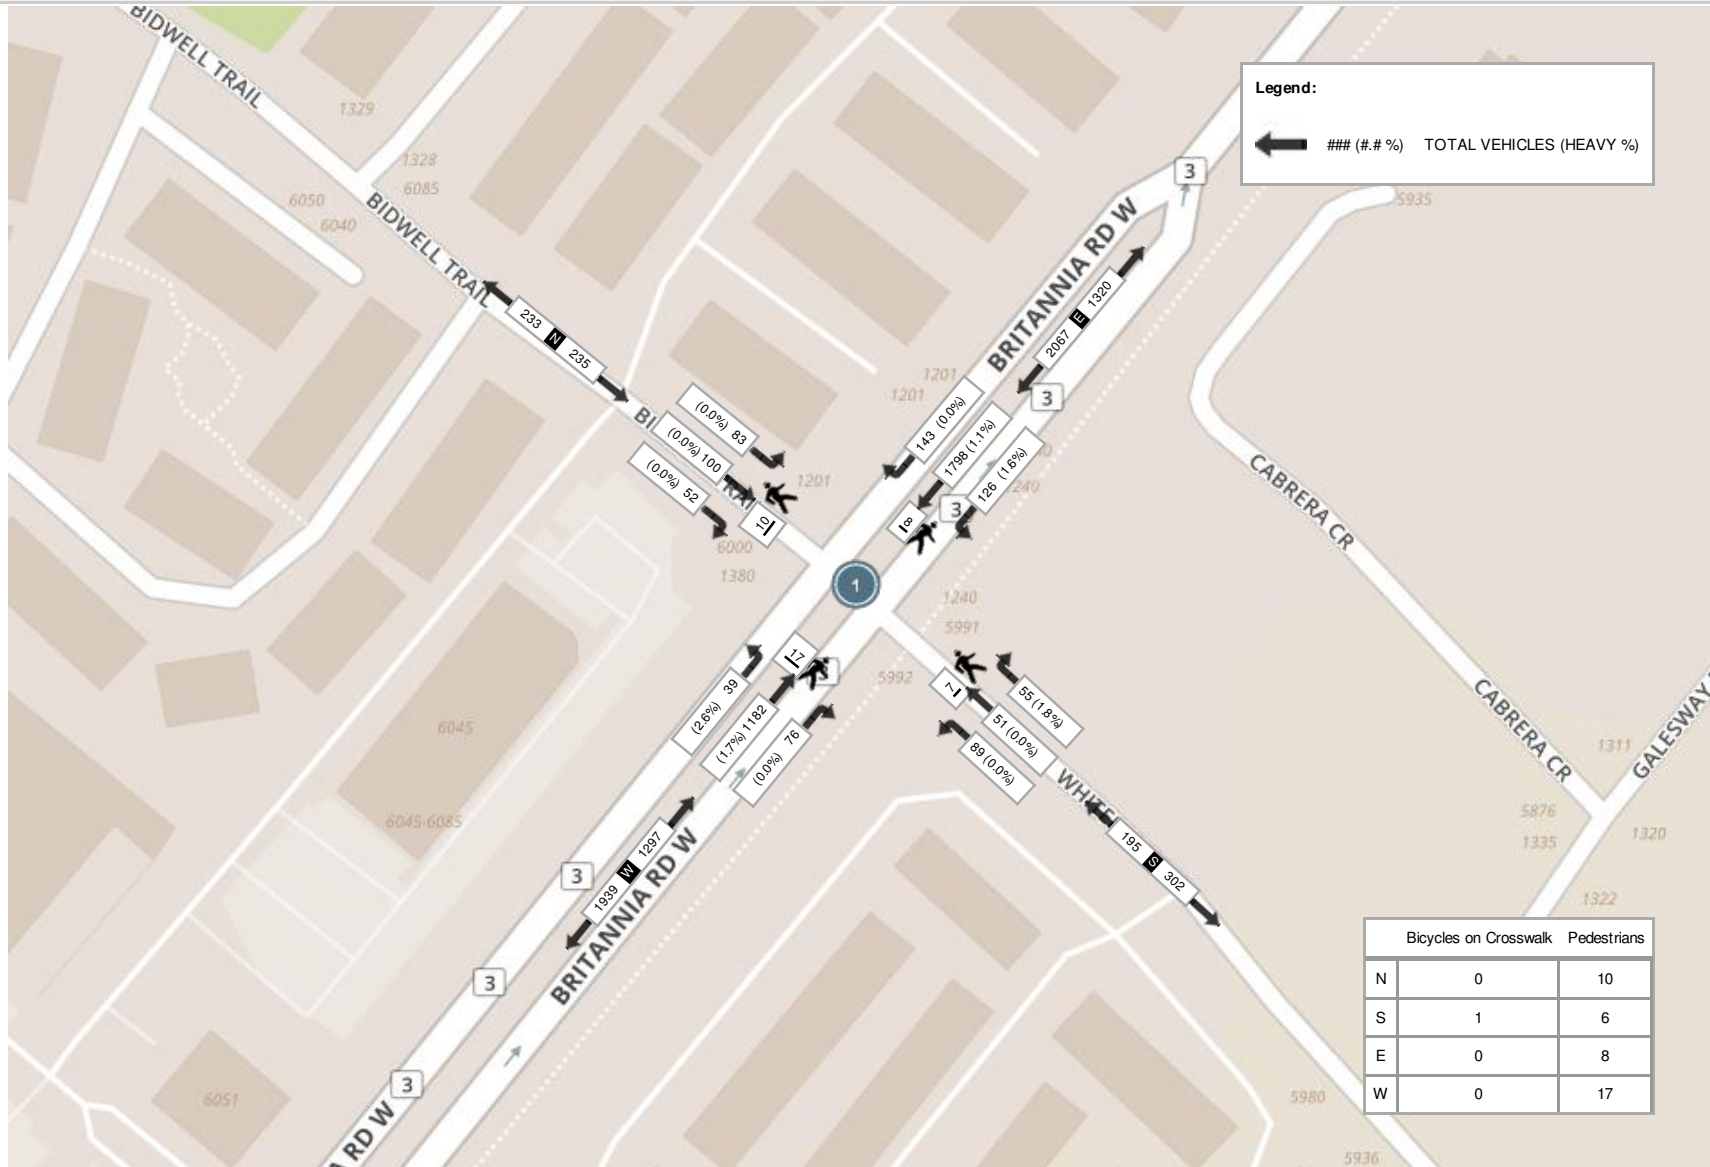 BIDWELL TRAIL
1329
1328
6085
6050
6040
BIDWELL TRAIL
Legend:
### (#.# %) TOTAL VEHICLES (HEAVY %)
3
5935
BRITANNIA RD W
2067 E 1320
3
233 N 235
1201
1201
(0.0%) 83
(0.0%) 100
(0.0%) 52
BI
RAI
10
1201
6000
1380
143 (0.0%)
1798 (1.1%)
126 (1.6%)
8
3
1
1240
5991
5992
17
(2.6%) 39
(1.7%) 1182
(0.0%) 76
7
55 (1.8%)
51 (0.0%)
89 (0.0%)
WHITE
195 S 302
CABRERA CR
CABRERA CR
GALESWAY
1311
5876
1335
1320
1322
6045
6045-6085
1939 W 1297
3
BRITANNIA RD W
3
3
6051
ARD W
5980
5936
Bicycles on Crosswalk Pedestrians
N 0 10
S 1 6
E 0 8
W 0 17